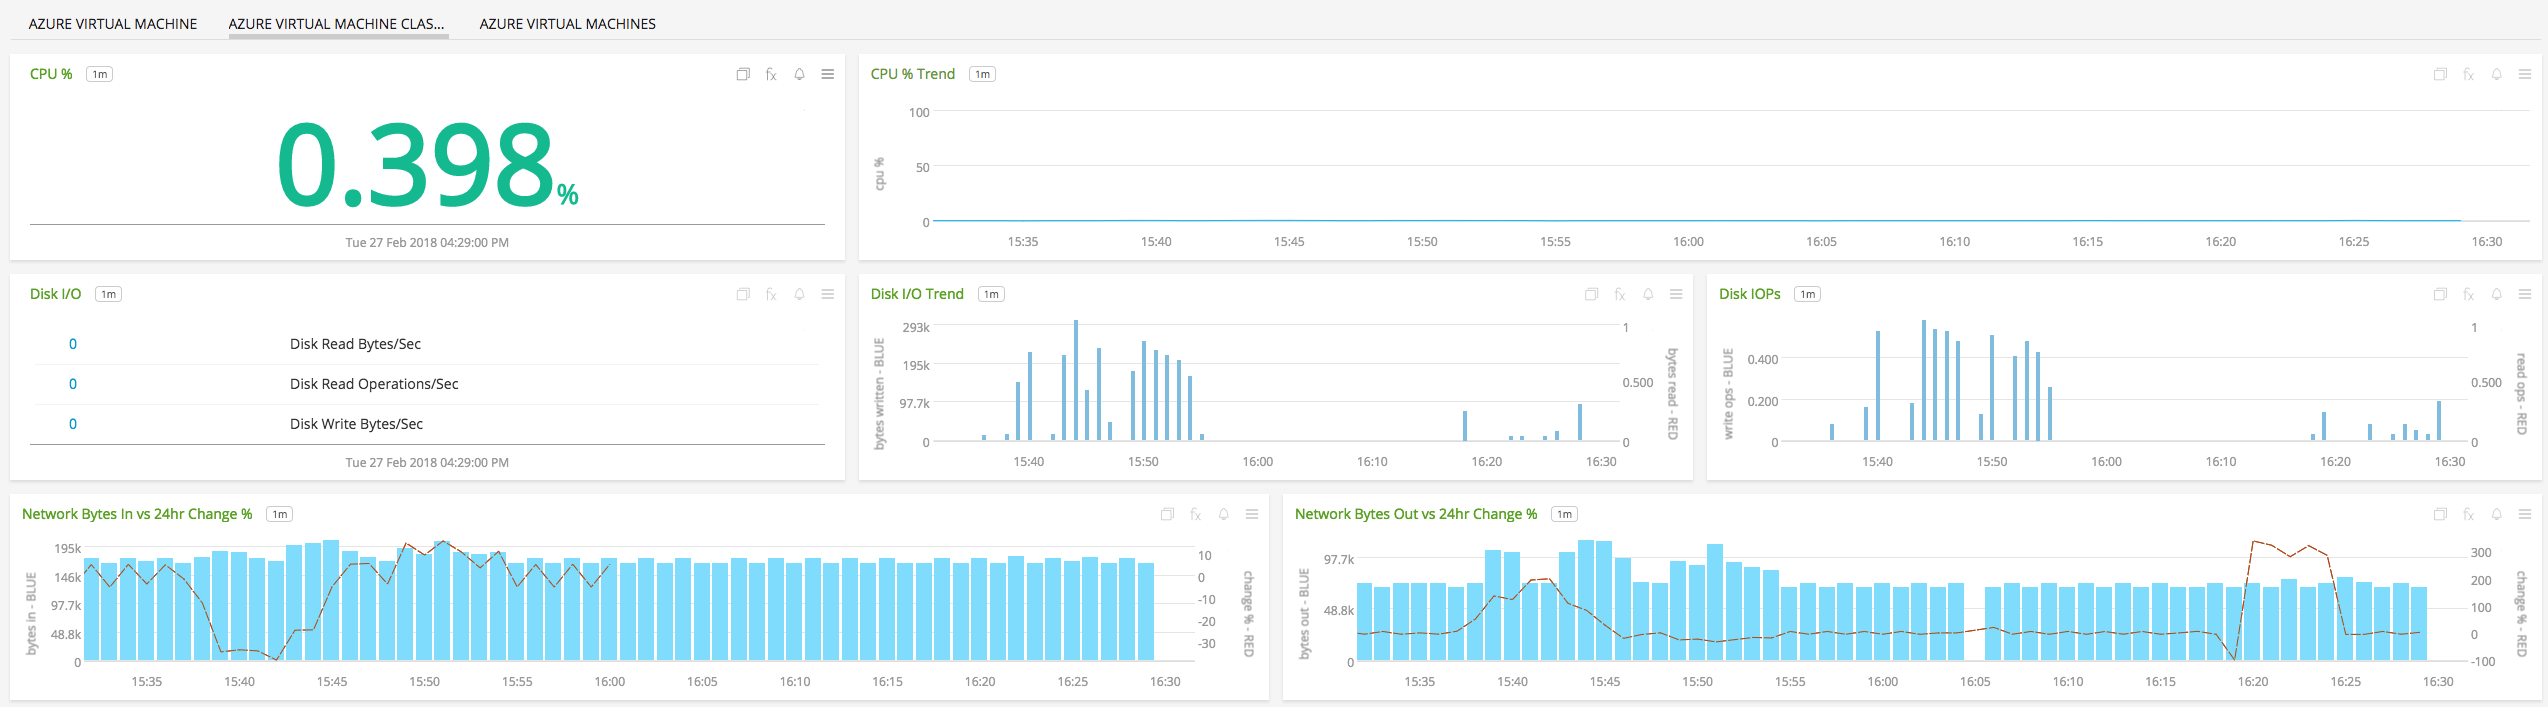 AZURE VIRTUAL MACHINE AZURE VIRTUAL MACHINE CLAS... AZURE VIRTUAL MACHINES
CPU % 1m fx
0.398%
Tue 27 Feb 2018 04:29:00 PM
CPU % Trend 1m fx
cpu %
100
50
0
15:35 15:40 15:45 15:50 15:55 16:00 16:05 16:10 16:15 16:20 16:25 16:30
Disk I/O 1m fx
0 Disk Read Bytes/Sec
0 Disk Read Operations/Sec
0 Disk Write Bytes/Sec
Tue 27 Feb 2018 04:29:00 PM
Disk I/O Trend 1m fx
bytes written - BLUE
293k 1
195k 0.500
97.7k
0 0
bytes read - RED
15:40 15:50 16:00 16:10 16:20 16:30
Disk IOPs 1m fx
write ops - BLUE
1
0.400 0.500
0.200
0 0
read ops - RED
15:40 15:50 16:00 16:10 16:20 16:30
Network Bytes In vs 24hr Change % 1m fx
bytes in - BLUE
195k 10
146k 0
97.7k -10
48.8k -20
0 -30
change % - RED
15:35 15:40 15:45 15:50 15:55 16:00 16:05 16:10 16:15 16:20 16:25 16:30
Network Bytes Out vs 24hr Change % 1m fx
bytes out - BLUE
97.7k 300
200
48.8k 100
0
0 -100
change % - RED
15:35 15:40 15:45 15:50 15:55 16:00 16:05 16:10 16:15 16:20 16:25 16:30